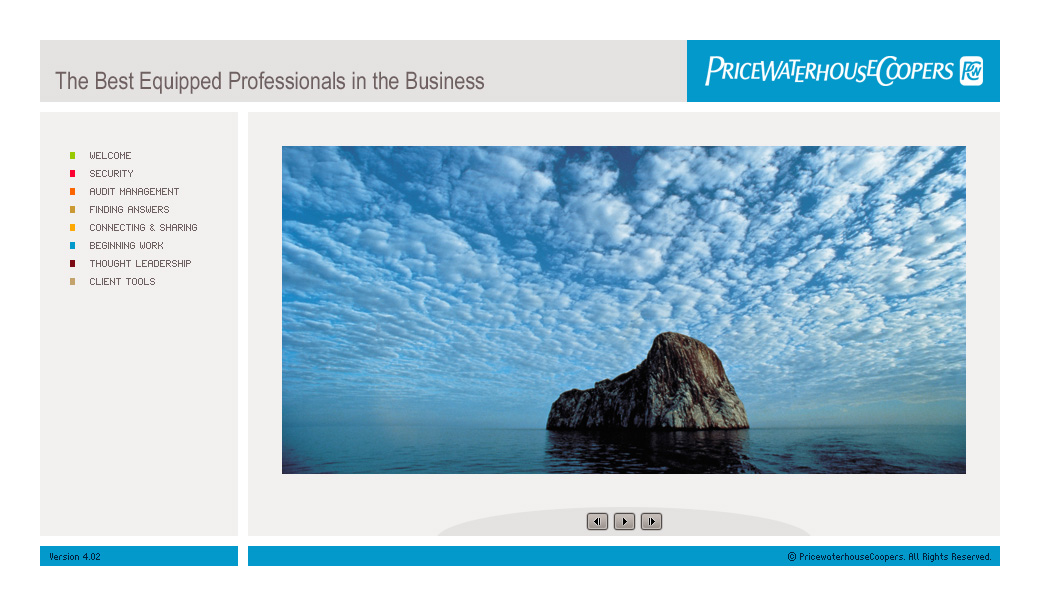 The Best Equipped Professionals in the Business
PRICEWATERHOUSECOOPERS PwC
WELCOME
SECURITY
AUDIT MANAGEMENT
FINDING ANSWERS
CONNECTING & SHARING
BEGINNING WORK
THOUGHT LEADERSHIP
CLIENT TOOLS
Version 4.02
© PricewaterhouseCoopers. All Rights Reserved.